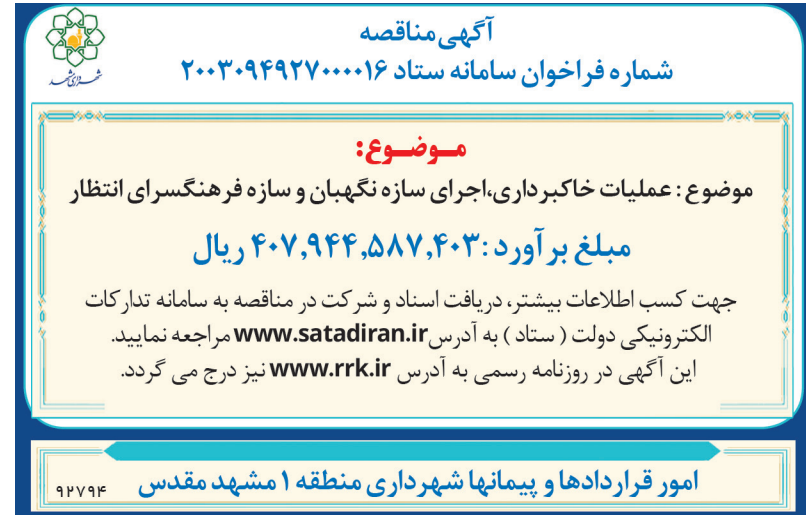 آگهی مناقصه
شماره فراخوان سامانه ستاد ۲۰۰۳۰۹۴۹۲۷۰۰۰۰۱۶
شهرداری مشهد
موضوع:
موضوع : عملیات خاکبرداری،اجرای سازه نگهبان و سازه فرهنگسرای انتظار
مبلغ برآورد :۴۰۷,۹۴۴,۵۸۷,۴۰۳ ریال
جهت کسب اطلاعات بیشتر، دریافت اسناد و شرکت در مناقصه به سامانه تدارکات
الکترونیکی دولت ( ستاد ) به آدرس www.satadiran.ir مراجعه نمایید.
این آگهی در روزنامه رسمی به آدرس www.rrk.ir نیز درج می گردد.
امور قراردادها و پیمانها شهرداری منطقه ۱ مشهد مقدس
۹۲۷۹۴